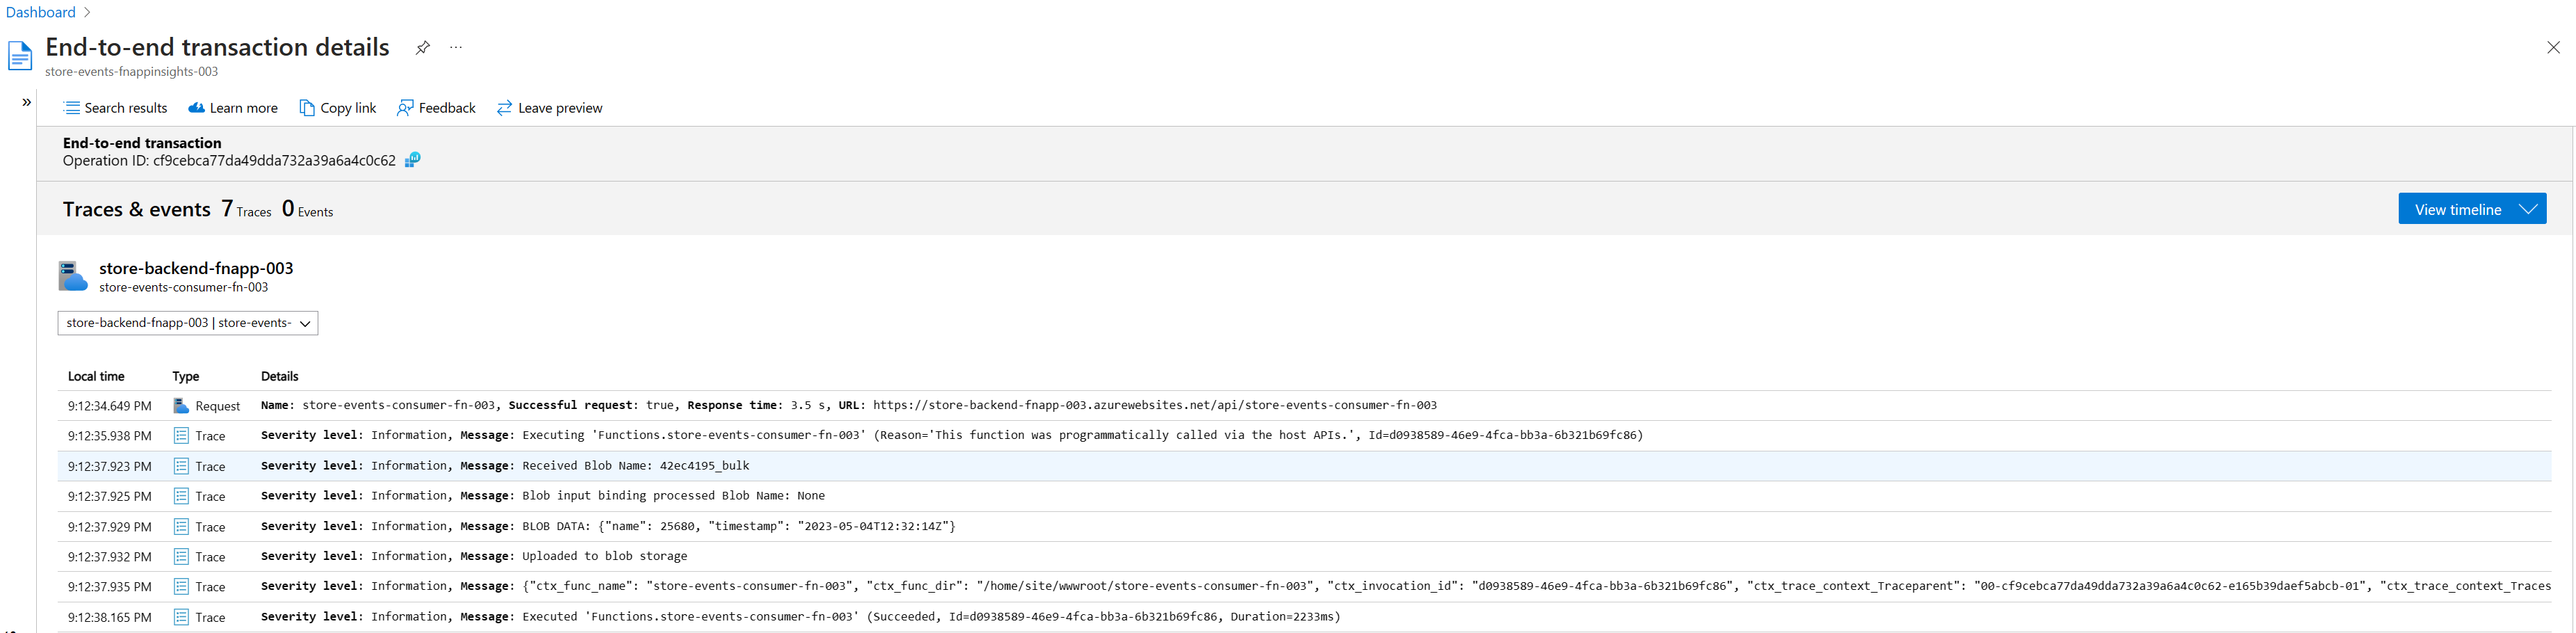 Dashboard
End-to-end transaction details
store-events-fnappinsights-003
Search results Learn more Copy link Feedback Leave preview
End-to-end transaction
Operation ID: cf9cebca77da49dda732a39a6a4c0c62
Traces & events 7 Traces 0 Events
View timeline
store-backend-fnapp-003
store-events-consumer-fn-003
store-backend-fnapp-003 | store-events-
Local time Type Details
9:12:34.649 PM Request Name: store-events-consumer-fn-003, Successful request: true, Response time: 3.5 s, URL: https://store-backend-fnapp-003.azurewebsites.net/api/store-events-consumer-fn-003
9:12:35.938 PM Trace Severity level: Information, Message: Executing 'Functions.store-events-consumer-fn-003' (Reason='This function was programmatically called via the host APIs.', Id=d0938589-46e9-4fca-bb3a-6b321b69fc86)
9:12:37.923 PM Trace Severity level: Information, Message: Received Blob Name: 42ec4195_bulk
9:12:37.925 PM Trace Severity level: Information, Message: Blob input binding processed Blob Name: None
9:12:37.929 PM Trace Severity level: Information, Message: BLOB DATA: {"name": 25680, "timestamp": "2023-05-04T12:32:14Z"}
9:12:37.932 PM Trace Severity level: Information, Message: Uploaded to blob storage
9:12:37.935 PM Trace Severity level: Information, Message: {"ctx_func_name": "store-events-consumer-fn-003", "ctx_func_dir": "/home/site/wwwroot/store-events-consumer-fn-003", "ctx_invocation_id": "d0938589-46e9-4fca-bb3a-6b321b69fc86", "ctx_trace_context_Traceparent": "00-cf9cebca77da49dda732a39a6a4c0c62-e165b39daef5abcb-01", "ctx_trace_context_Traces
9:12:38.165 PM Trace Severity level: Information, Message: Executed 'Functions.store-events-consumer-fn-003' (Succeeded, Id=d0938589-46e9-4fca-bb3a-6b321b69fc86, Duration=2233ms)